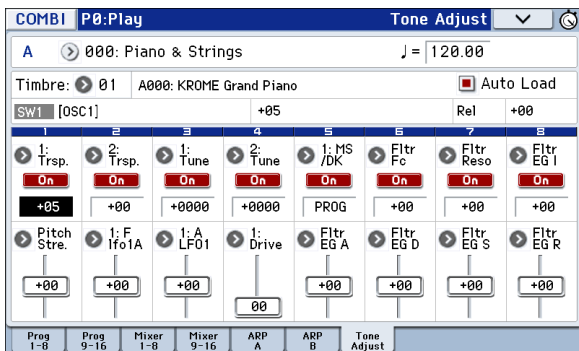 COMBI P0:Play Tone Adjust
A 000: Piano & Strings ♩= 120.00
Timbre: 01 A000: KROME Grand Piano Auto Load
SW1 [OSC1] +05 Rel +00
1 2 3 4 5 6 7 8
1: Trsp. 2: Trsp. 1: Tune 2: Tune 1: MS /DK Fltr Fc Fltr Reso Fltr EG I
On On On On On On On On
+05 +00 +0000 +0000 PROG +00 +00 +00
Pitch Stre. 1: F lfo1A 1: A LFO1 1: Drive Fltr EG A Fltr EG D Fltr EG S Fltr EG R
+00 +00 +00 00 +00 +00 +00 +00
Prog 1-8 Prog 9-16 Mixer 1-8 Mixer 9-16 ARP A ARP B Tone Adjust